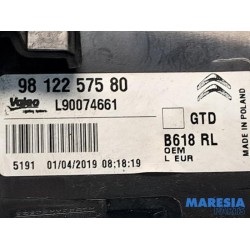 98 122 575 80
Valeo
L90074661
GTD
B618 RL
OEM
L EUR
MADE IN POLAND
5191 01/04/2019 08:18:19
MARESIA